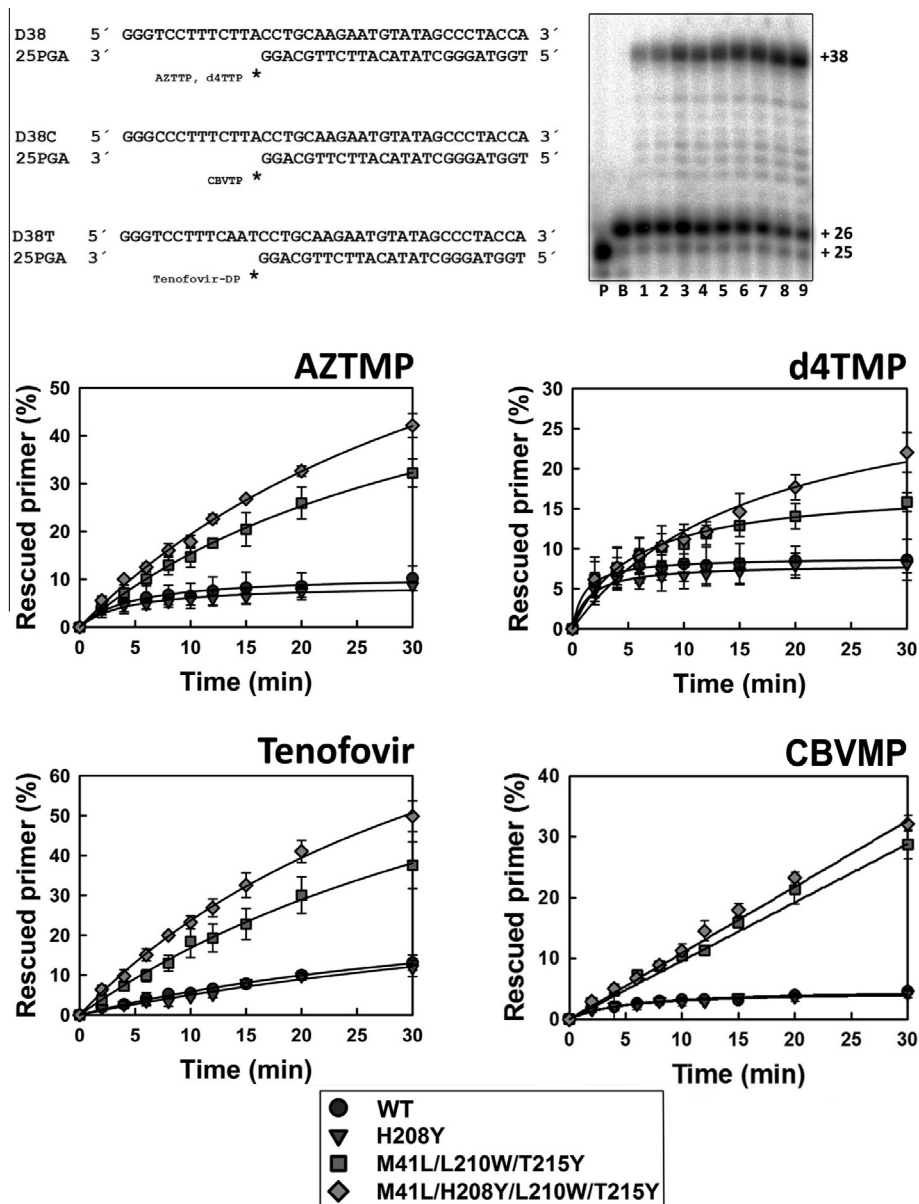 D38 5´ GGGTCCTTTCTTACCTGCAAGAATGTATAGCCCTACCA 3´
25PGA 3´ GGACGTTCTTACATATCGGGATGGT 5´
AZTTP, d4TTP *
D38C 5´ GGGCCCTTTCTTACCTGCAAGAATGTATAGCCCTACCA 3´
25PGA 3´ GGACGTTCTTACATATCGGGATGGT 5´
CBVTP *
D38T 5´ GGGTCCTTTCAATCCTGCAAGAATGTATAGCCCTACCA 3´
25PGA 3´ GGACGTTCTTACATATCGGGATGGT 5´
Tenofovir-DP *
+38
+ 26
+ 25
P B 1 2 3 4 5 6 7 8 9
AZTMP
Rescued primer (%)
50
40
30
20
10
0
0 5 10 15 20 25 30
Time (min)
d4TMP
Rescued primer (%)
30
25
20
15
10
5
0
0 5 10 15 20 25 30
Time (min)
Tenofovir
Rescued primer (%)
60
50
40
30
20
10
0
0 5 10 15 20 25 30
Time (min)
CBVMP
Rescued primer (%)
40
30
20
10
0
0 5 10 15 20 25 30
Time (min)
WT
H208Y
M41L/L210W/T215Y
M41L/H208Y/L210W/T215Y